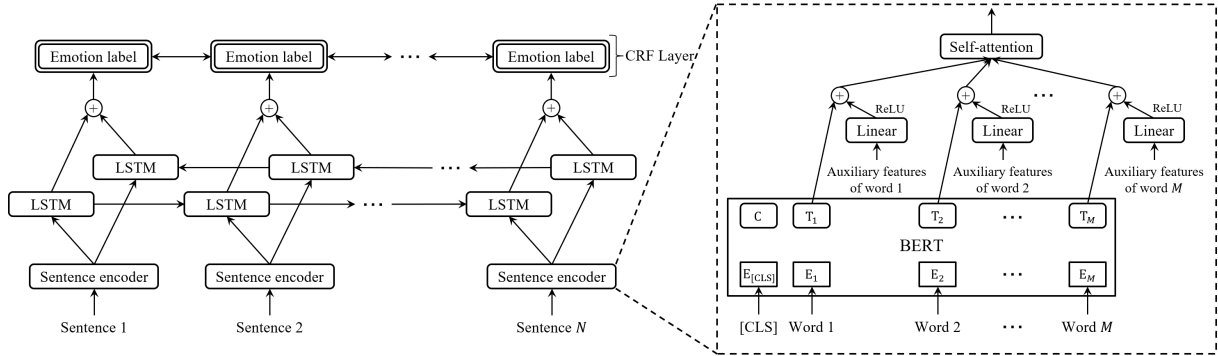 Emotion label
Emotion label
...
Emotion label
CRF Layer
+
+
+
LSTM
LSTM
...
LSTM
LSTM
LSTM
...
LSTM
Sentence encoder
Sentence encoder
Sentence encoder
Sentence 1
Sentence 2
Sentence N
Self-attention
+
+
...
+
ReLU
ReLU
ReLU
Linear
Linear
Linear
Auxiliary features
of word 1
Auxiliary features
of word 2
Auxiliary features
of word M
C
T1
T2
...
TM
BERT
E[CLS]
E1
E2
...
EM
[CLS]
Word 1
Word 2
...
Word M